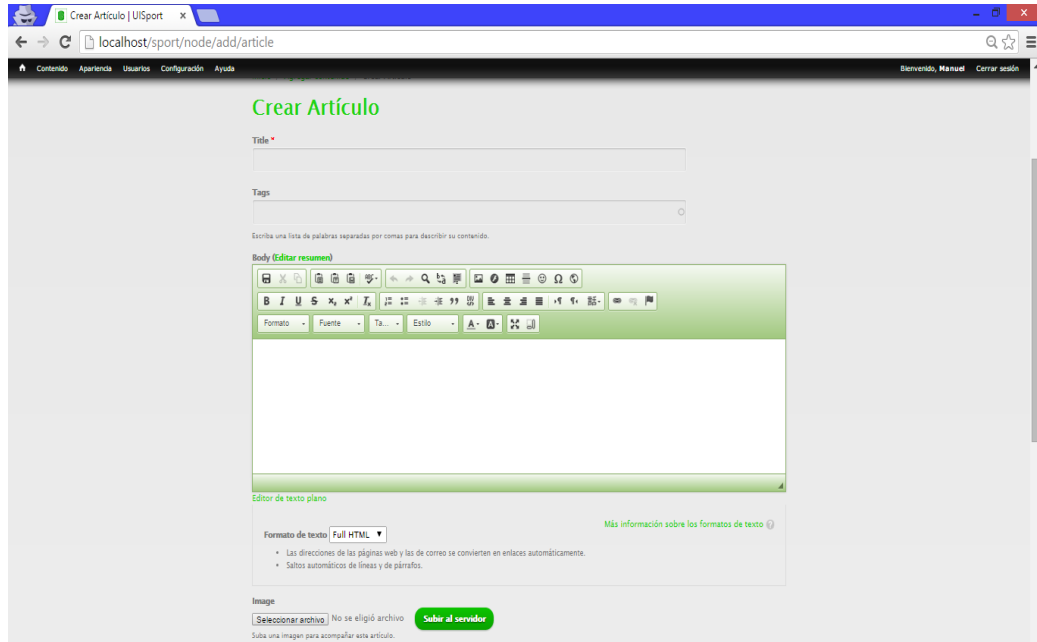 Crear Artículo | UISport
localhost/sport/node/add/article
Contenido Apariencia Usuarios Configuración Ayuda Bienvenido, Manuel Cerrar sesión
Crear Artículo
Title *
Tags
Escriba una lista de palabras separadas por comas para describir su contenido.
Body (Editar resumen)
B I U S x₂ x² Tx
Formato Fuente Ta... Estilo A A
Editor de texto plano
Más información sobre los formatos de texto
Formato de texto Full HTML
Las direcciones de las páginas web y las de correo se convierten en enlaces automáticamente.
Saltos automáticos de líneas y de párrafos.
Image
Seleccionar archivo No se eligió archivo Subir al servidor
Suba una imagen para acompañar este artículo.